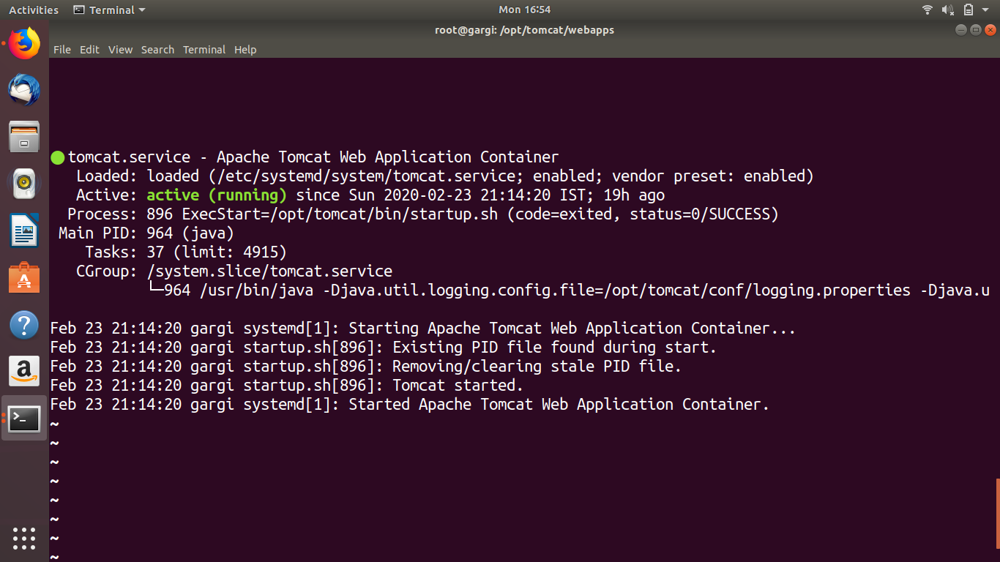 Activities Terminal Mon 16:54
root@gargi: /opt/tomcat/webapps
File Edit View Search Terminal Help
● tomcat.service - Apache Tomcat Web Application Container
Loaded: loaded (/etc/systemd/system/tomcat.service; enabled; vendor preset: enabled)
Active: active (running) since Sun 2020-02-23 21:14:20 IST; 19h ago
Process: 896 ExecStart=/opt/tomcat/bin/startup.sh (code=exited, status=0/SUCCESS)
Main PID: 964 (java)
Tasks: 37 (limit: 4915)
CGroup: /system.slice/tomcat.service
└─964 /usr/bin/java -Djava.util.logging.config.file=/opt/tomcat/conf/logging.properties -Djava.u
Feb 23 21:14:20 gargi systemd[1]: Starting Apache Tomcat Web Application Container...
Feb 23 21:14:20 gargi startup.sh[896]: Existing PID file found during start.
Feb 23 21:14:20 gargi startup.sh[896]: Removing/clearing stale PID file.
Feb 23 21:14:20 gargi startup.sh[896]: Tomcat started.
Feb 23 21:14:20 gargi systemd[1]: Started Apache Tomcat Web Application Container.
~
~
~
~
~
~
~
~